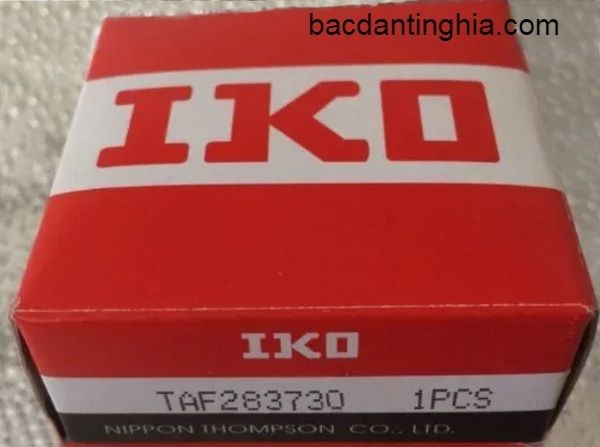 bacdantinghia.com
IKO
IKO
TAF283730 1PCS
NIPPON THOMPSON CO., LTD.